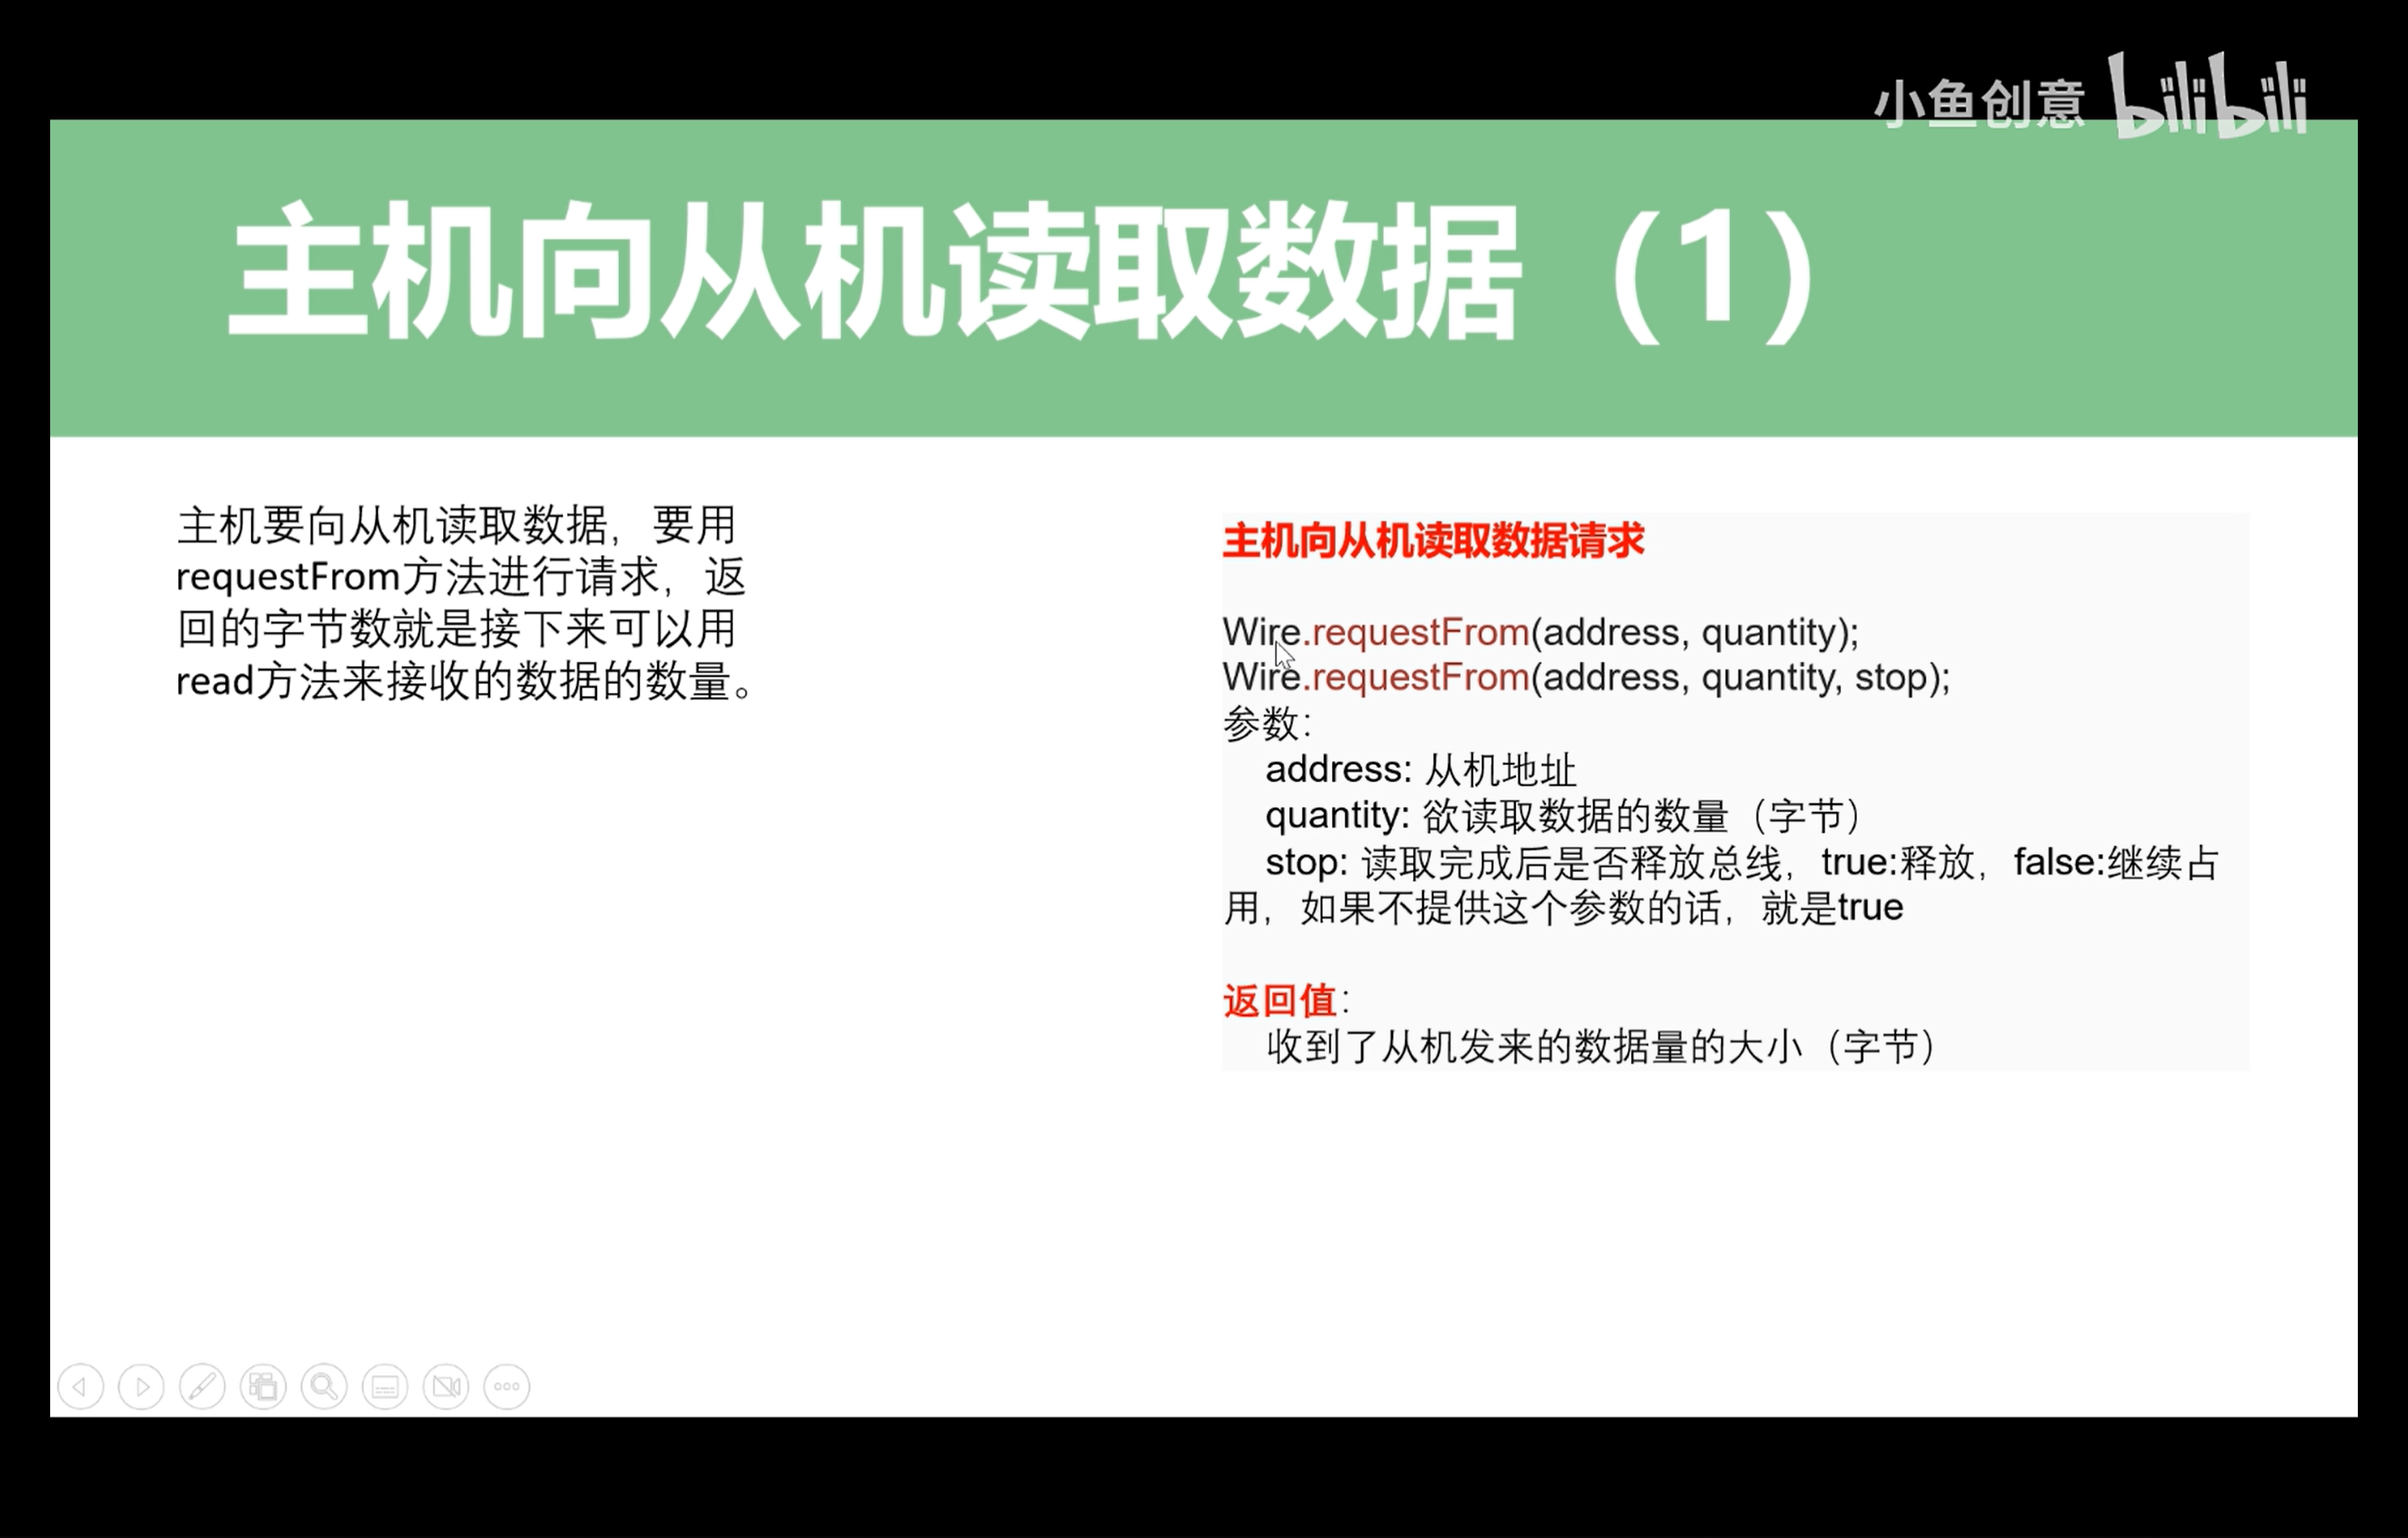 小鱼创意 bilibili
主机向从机读取数据（1）
主机要向从机读取数据，要用
requestFrom方法进行请求，返
回的字节数就是接下来可以用
read方法来接收的数据的数量。
主机向从机读取数据请求
Wire.requestFrom(address, quantity);
Wire.requestFrom(address, quantity, stop);
参数：
address: 从机地址
quantity: 欲读取数据的数量（字节）
stop: 读取完成后是否释放总线，true:释放，false:继续占
用，如果不提供这个参数的话，就是true
返回值：
收到了从机发来的数据量的大小（字节）